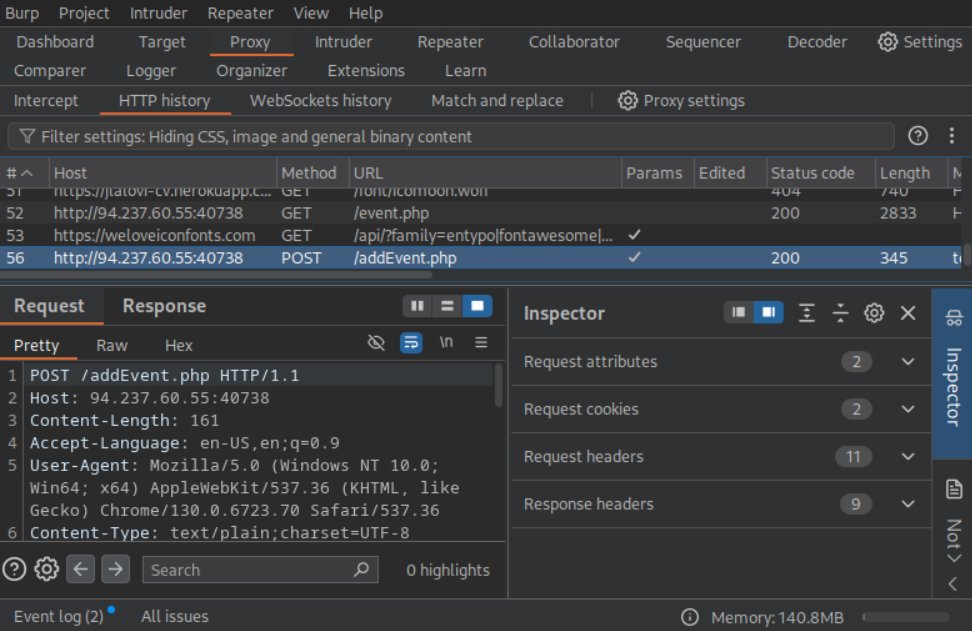 Burp Project Intruder Repeater View Help
Dashboard Target Proxy Intruder Repeater Collaborator Sequencer Decoder Settings
Comparer Logger Organizer Extensions Learn
Intercept HTTP history WebSockets history Match and replace Proxy settings
Filter settings: Hiding CSS, image and general binary content
# Host Method URL Params Edited Status code Length M
51 https://jtatovi-cv.herokuapp.c... GET /font/icomoon.woff 404 740 H
52 http://94.237.60.55:40738 GET /event.php 200 2833 H
53 https://weloveiconfonts.com GET /api/?family=entypo|fontawesome|...
56 http://94.237.60.55:40738 POST /addEvent.php 200 345 te
Request Response
Pretty Raw Hex \n
1 POST /addEvent.php HTTP/1.1
2 Host: 94.237.60.55:40738
3 Content-Length: 161
4 Accept-Language: en-US,en;q=0.9
5 User-Agent: Mozilla/5.0 (Windows NT 10.0;
Win64; x64) AppleWebKit/537.36 (KHTML, like
Gecko) Chrome/130.0.6723.70 Safari/537.36
6 Content-Type: text/plain;charset=UTF-8
Search 0 highlights
Inspector
Request attributes 2
Request cookies 2
Request headers 11
Response headers 9
Inspector
Not
Event log (2) All issues Memory: 140.8MB